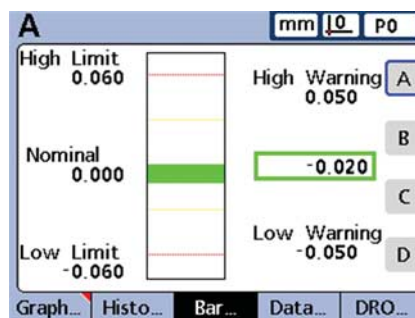 A
mm 0 P0
High Limit
0.060
High Warning
0.050
A
B
Nominal
0.000
-0.020
C
Low Warning
-0.050
D
Low Limit
-0.060
Graph... Histo... Bar... Data... DRO...